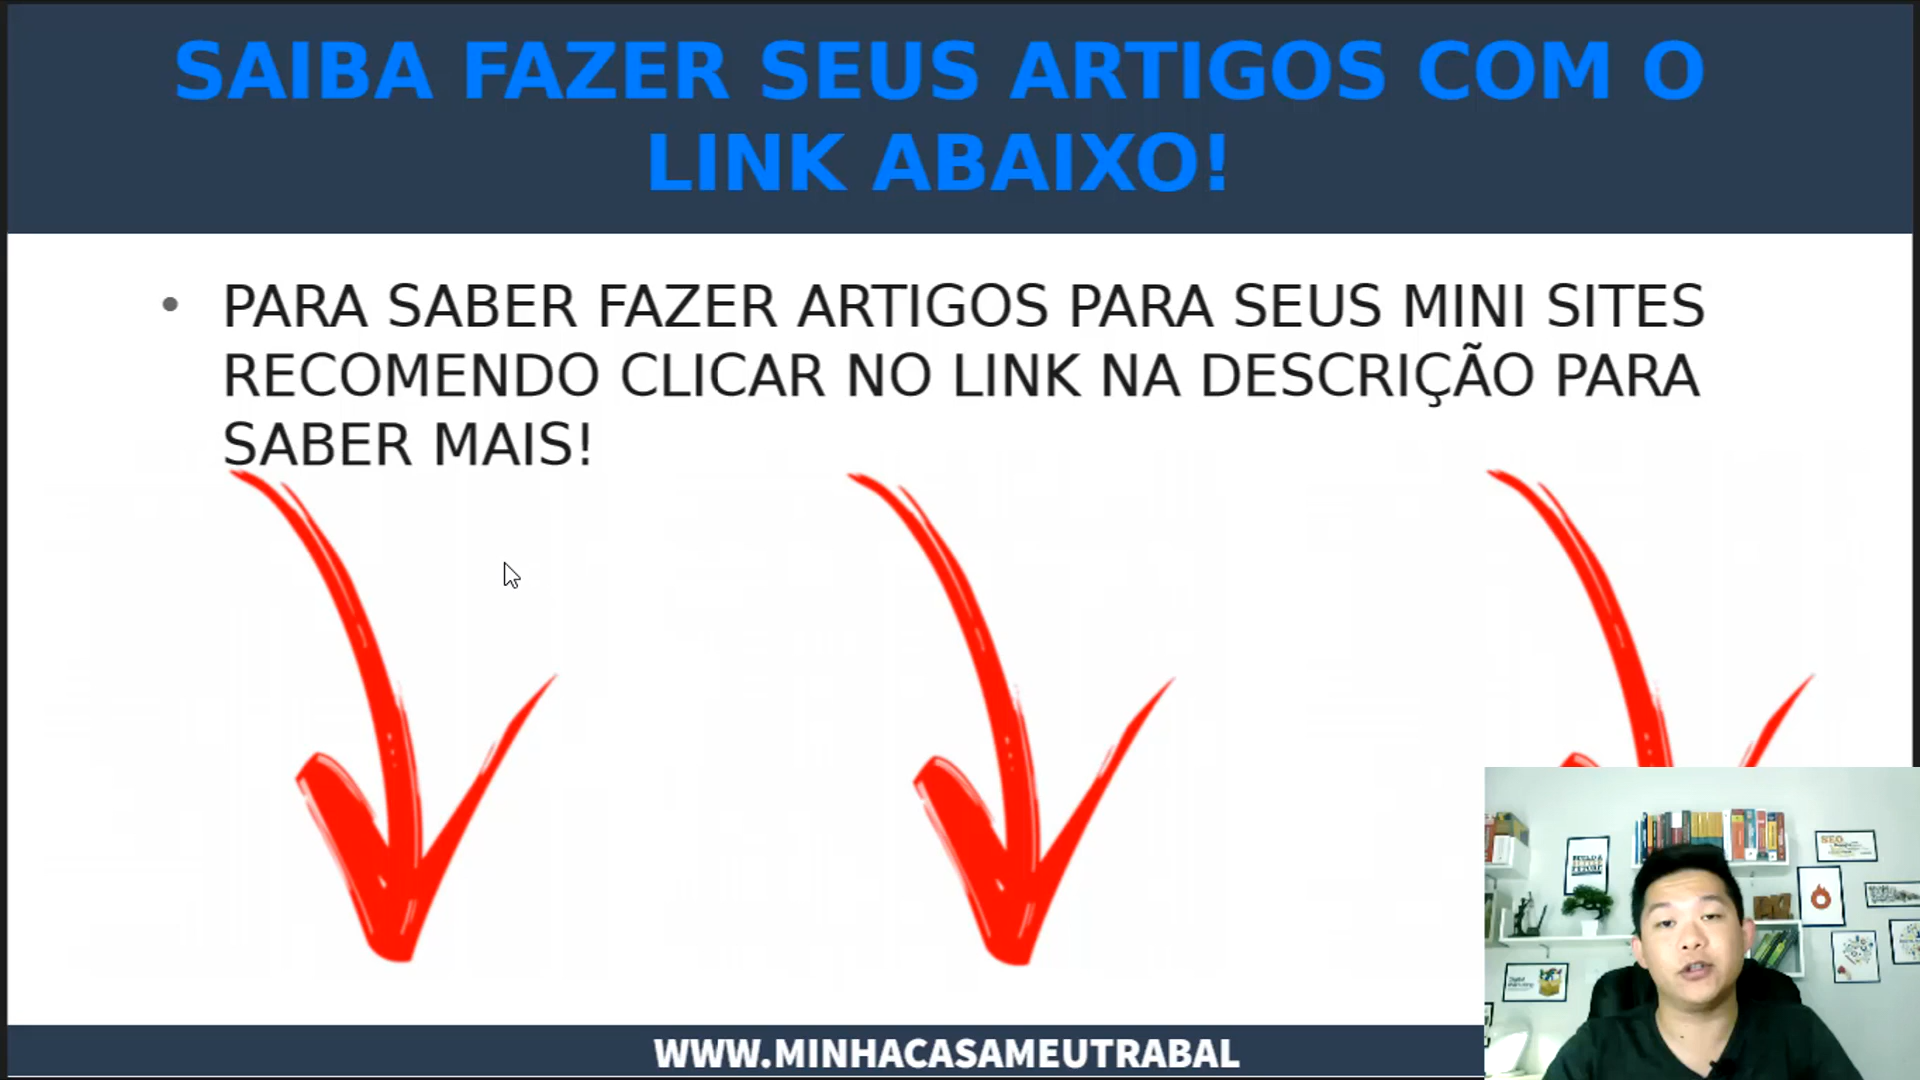 SAIBA FAZER SEUS ARTIGOS COM O
LINK ABAIXO!
• PARA SABER FAZER ARTIGOS PARA SEUS MINI SITES
RECOMENDO CLICAR NO LINK NA DESCRIÇÃO PARA
SABER MAIS!
SEO
WWW.MINHACASAMEUTRABAL